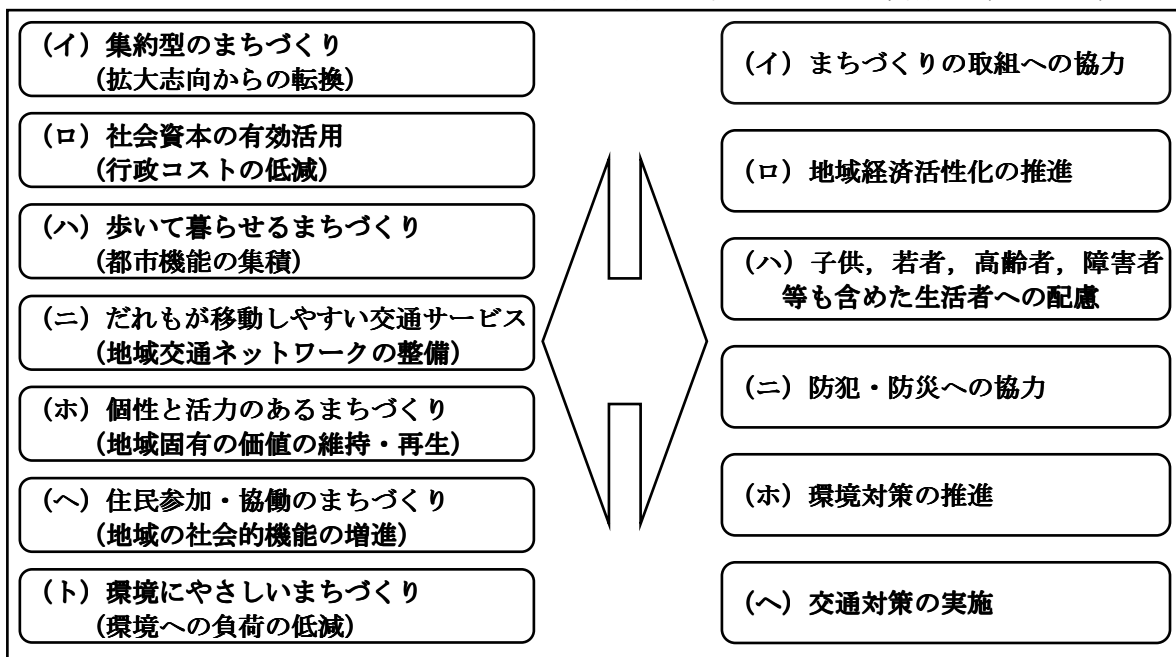 (イ) 集約型のまちづくり
(拡大志向からの転換)
(ロ) 社会資本の有効活用
(行政コストの低減)
(ハ) 歩いて暮らせるまちづくり
(都市機能の集積)
(ニ) だれもが移動しやすい交通サービス
(地域交通ネットワークの整備)
(ホ) 個性と活力のあるまちづくり
(地域固有の価値の維持・再生)
(ヘ) 住民参加・協働のまちづくり
(地域の社会的機能の増進)
(ト) 環境にやさしいまちづくり
(環境への負荷の低減)
(イ) まちづくりの取組への協力
(ロ) 地域経済活性化の推進
(ハ) 子供，若者，高齢者，障害者
等も含めた生活者への配慮
(ニ) 防犯・防災への協力
(ホ) 環境対策の推進
(ヘ) 交通対策の実施